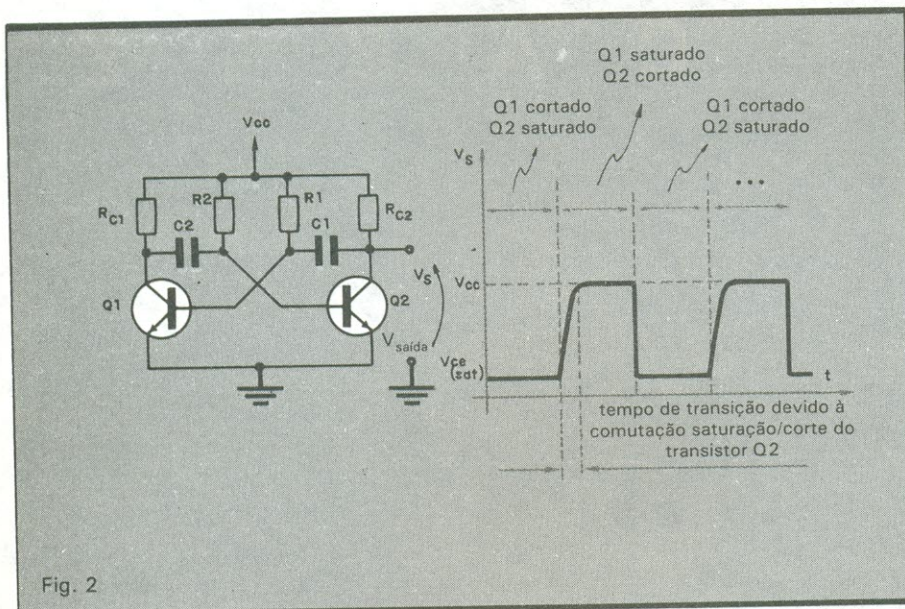 Q1 saturado
Q2 cortado
Q1 cortado
Q2 saturado
Q1 cortado
Q2 saturado
Vcc
VS
RC1
R2
R1
RC2
C2
C1
...
Q1
Q2
VS
Vcc
Vsaída
Vce
(sat)
t
tempo de transição devido à
comutação saturação/corte do
transistor Q2
Fig. 2